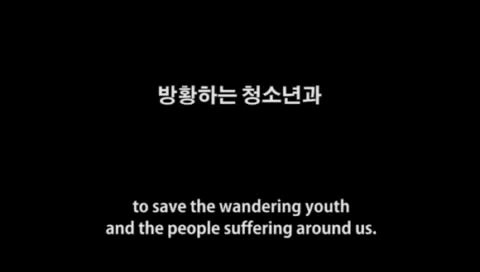 방황하는 청소년과
to save the wandering youth
and the people suffering around us.